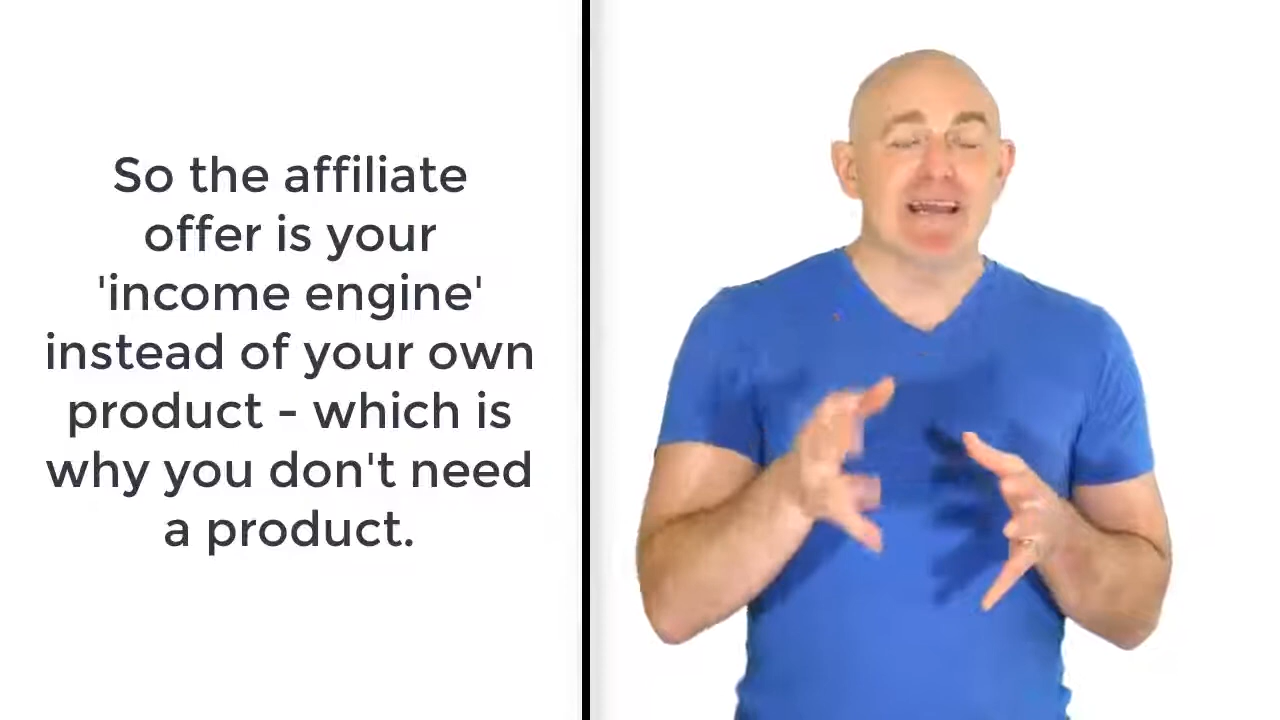 So the affiliate
offer is your
'income engine'
instead of your own
product - which is
why you don't need
a product.